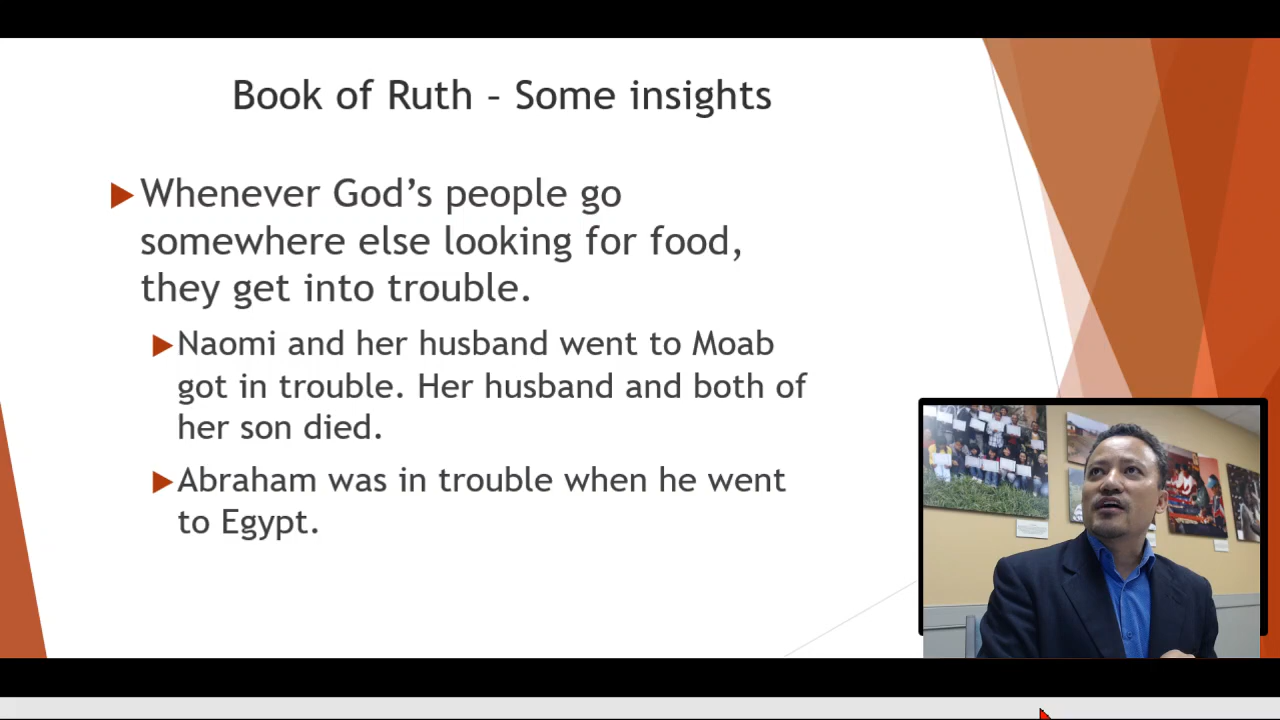 Book of Ruth – Some insights
Whenever God’s people go
somewhere else looking for food,
they get into trouble.
Naomi and her husband went to Moab
got in trouble. Her husband and both of
her son died.
Abraham was in trouble when he went
to Egypt.